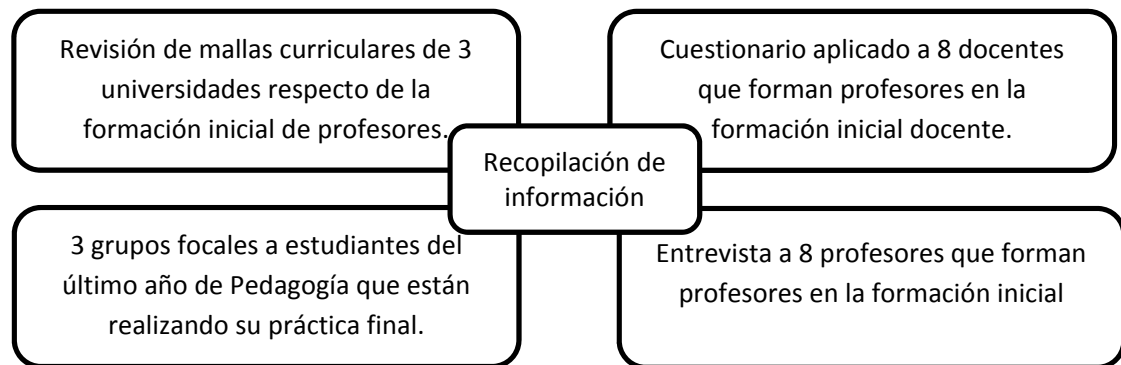 Revisión de mallas curriculares de 3
universidades respecto de la
formación inicial de profesores.
Cuestionario aplicado a 8 docentes
que forman profesores en la
formación inicial docente.
Recopilación de
información
3 grupos focales a estudiantes del
último año de Pedagogía que están
realizando su práctica final.
Entrevista a 8 profesores que forman
profesores en la formación inicial